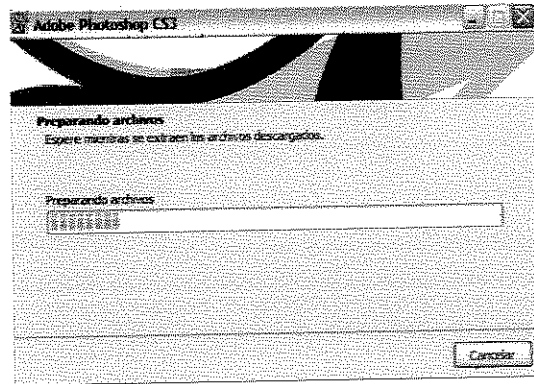 Adobe Photoshop CS3
Preparando archivos
Espere mientras se extraen los archivos descargados.
Preparando archivos
Cancelar